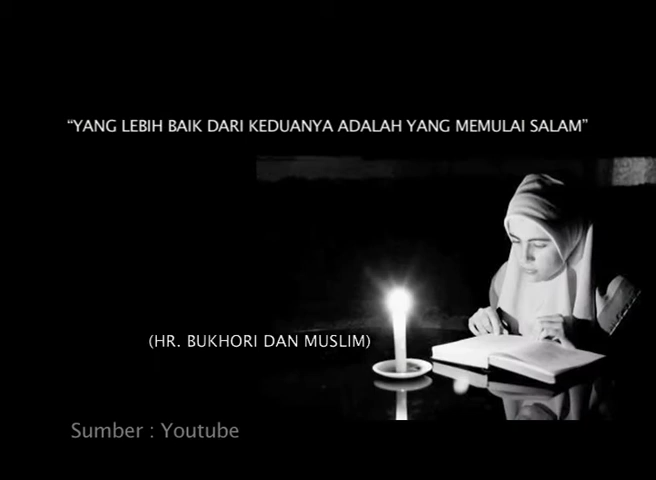 “YANG LEBIH BAIK DARI KEDUANYA ADALAH YANG MEMULAI SALAM”
(HR. BUKHORI DAN MUSLIM)
Sumber : Youtube